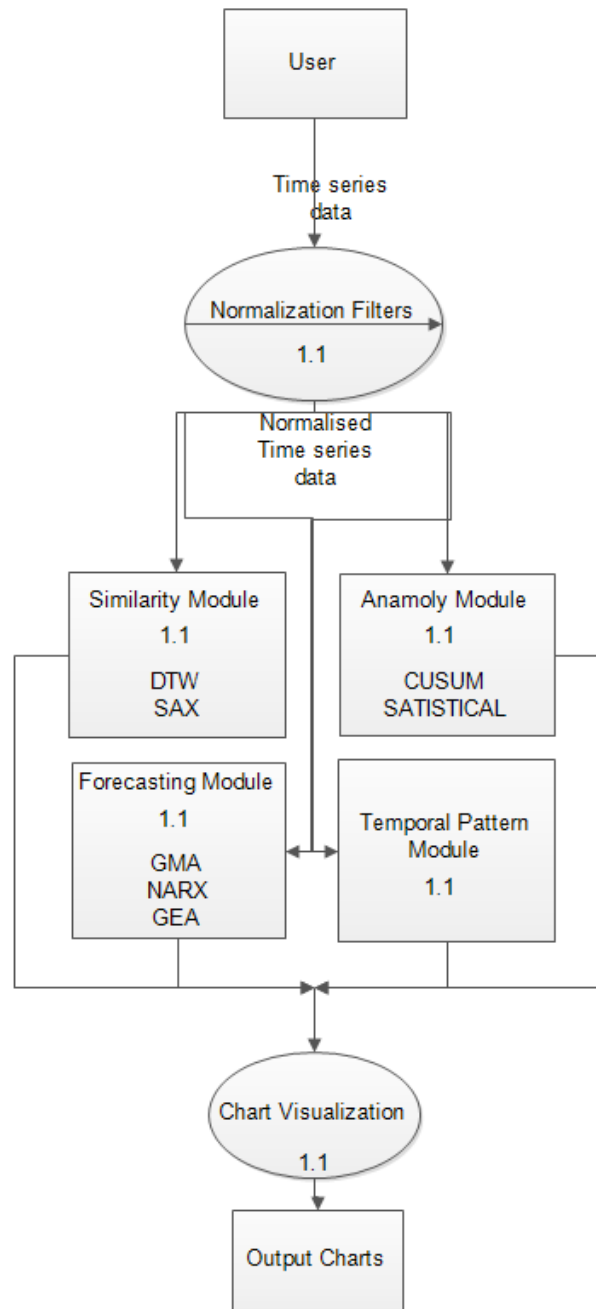 User
Time series
data
Normalization Filters
1.1
Normalised
Time series
data
Similarity Module
1.1
DTW
SAX
Anamoly Module
1.1
CUSUM
SATISTICAL
Forecasting Module
1.1
GMA
NARX
GEA
Temporal Pattern
Module
1.1
Chart Visualization
1.1
Output Charts